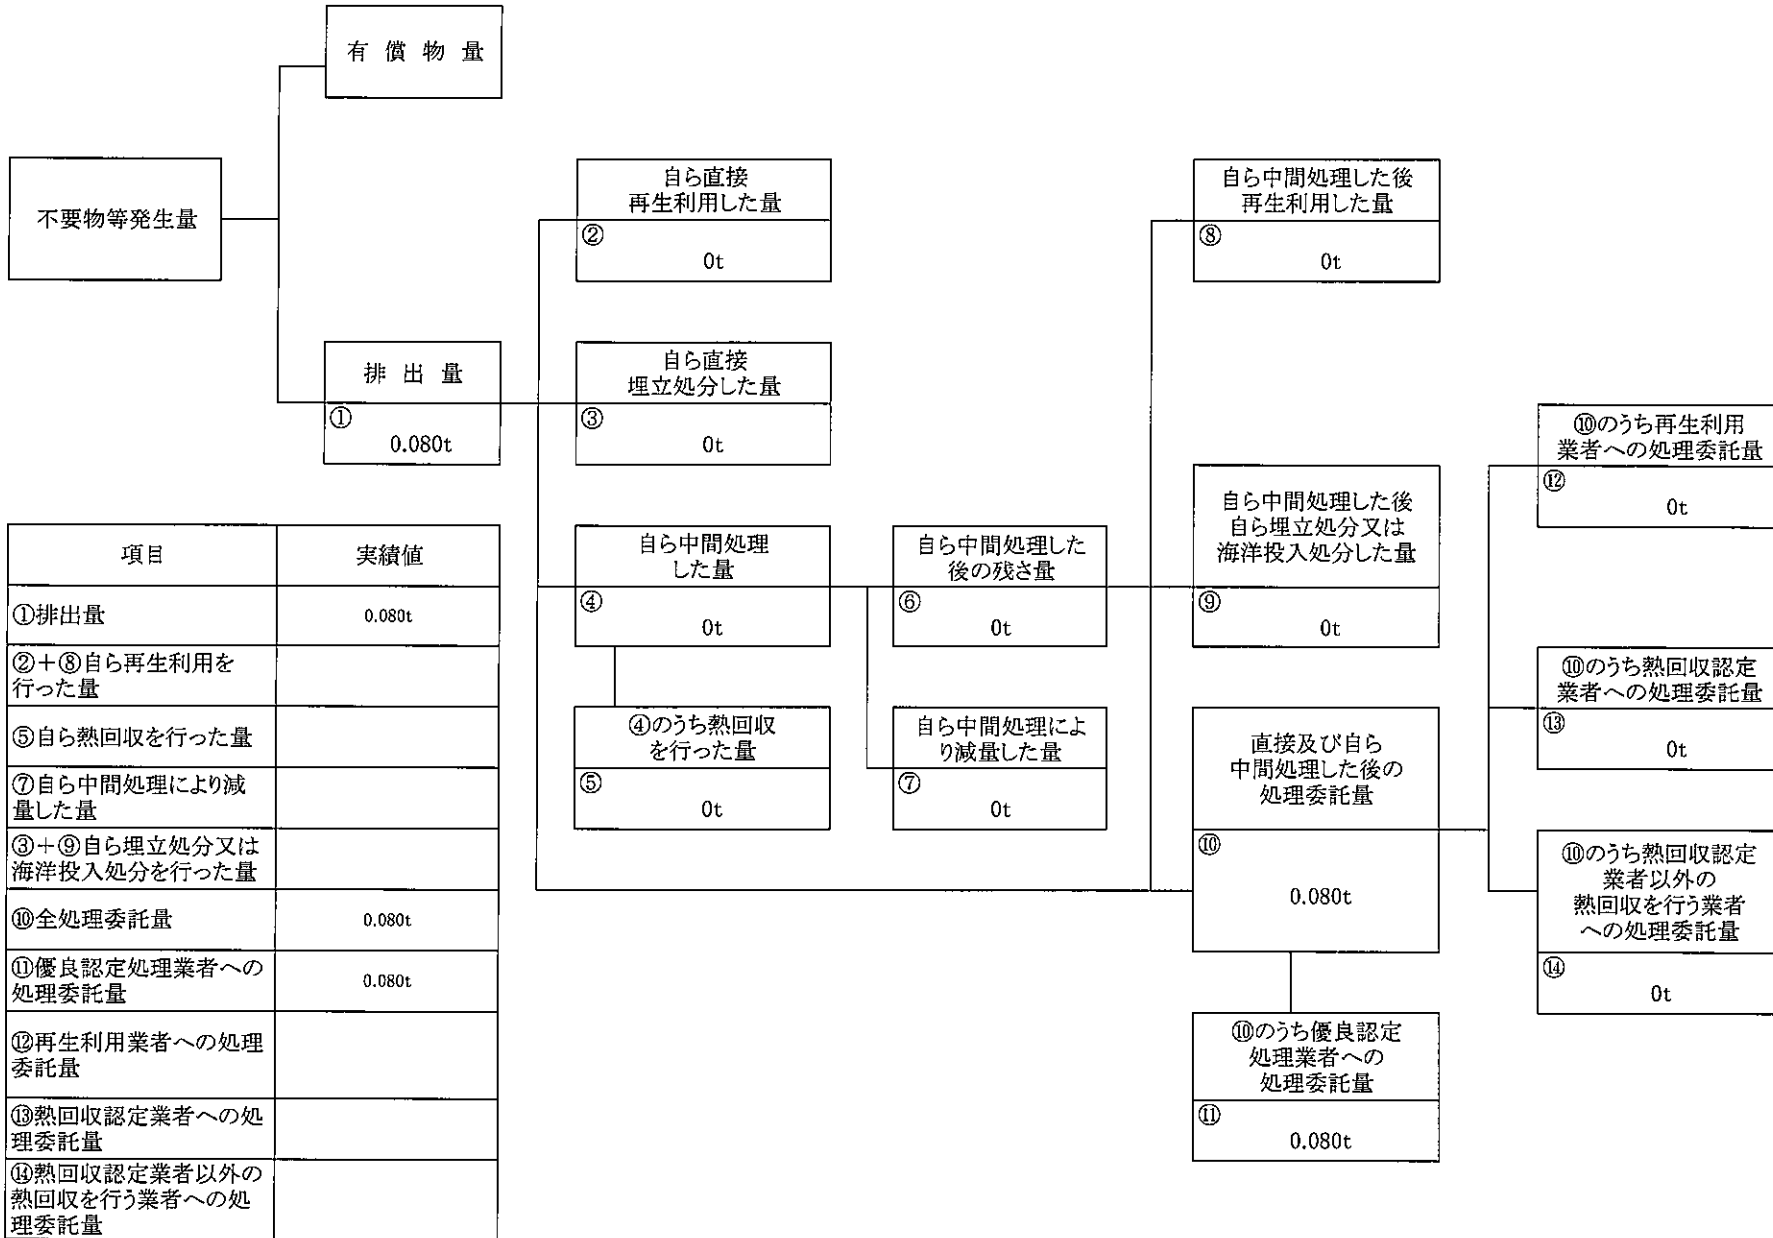 有 償 物 量
不要物等発生量
排 出 量
①
0.080t
自ら直接
再生利用した量
②
0t
自ら直接
埋立処分した量
③
0t
自ら中間処理
した量
④
0t
④のうち熱回収
を行った量
⑤
0t
自ら中間処理した
後の残さ量
⑥
0t
自ら中間処理によ
り減量した量
⑦
0t
自ら中間処理した後
再生利用した量
⑧
0t
自ら中間処理した後
自ら埋立処分又は
海洋投入処分した量
⑨
0t
直接及び自ら
中間処理した後の
処理委託量
⑩
0.080t
⑩のうち優良認定
処理業者への
処理委託量
⑪
0.080t
⑩のうち再生利用
業者への処理委託量
⑫
0t
⑩のうち熱回収認定
業者への処理委託量
⑬
0t
⑩のうち熱回収認定
業者以外の
熱回収を行う業者
への処理委託量
⑭
0t
項目 実績値
①排出量 0.080t
②+⑧自ら再生利用を
行った量
⑤自ら熱回収を行った量
⑦自ら中間処理により減
量した量
③+⑨自ら埋立処分又は
海洋投入処分を行った量
⑩全処理委託量 0.080t
⑪優良認定処理業者への
処理委託量 0.080t
⑫再生利用業者への処理
委託量
⑬熱回収認定業者への処
理委託量
⑭熱回収認定業者以外の
熱回収を行う業者への処
理委託量